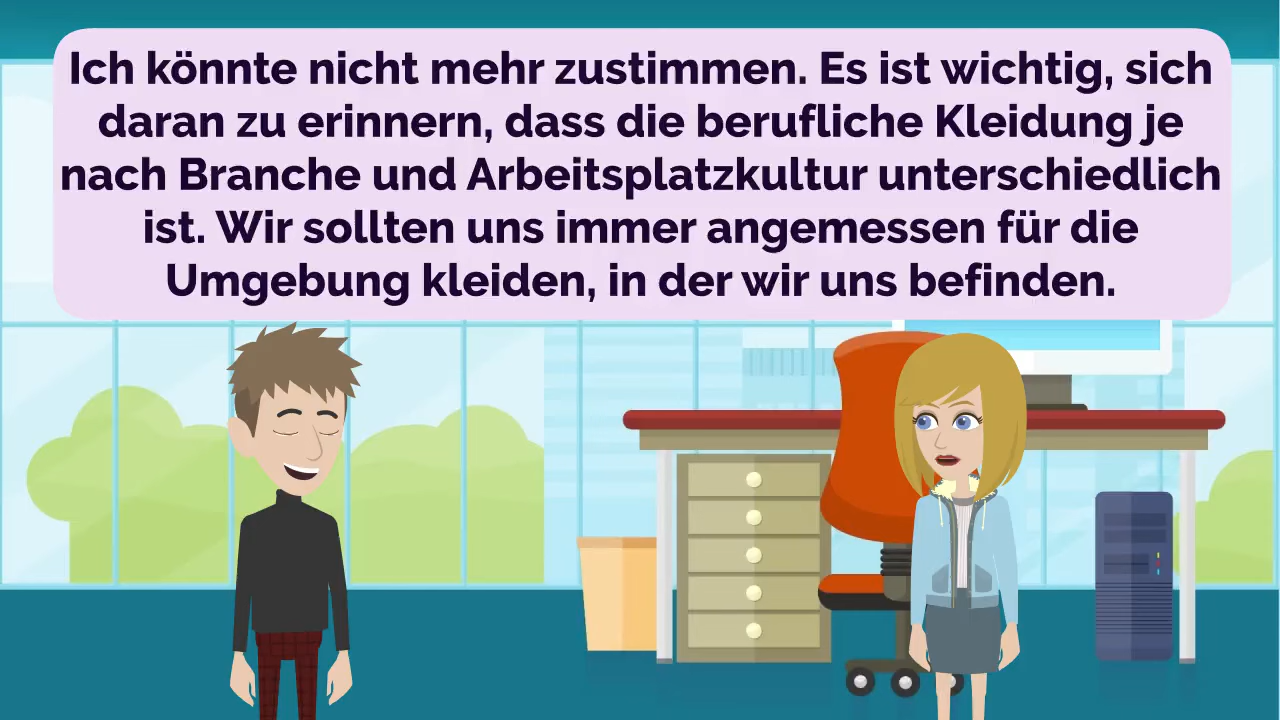 Ich könnte nicht mehr zustimmen. Es ist wichtig, sich
daran zu erinnern, dass die berufliche Kleidung je
nach Branche und Arbeitsplatzkultur unterschiedlich
ist. Wir sollten uns immer angemessen für die
Umgebung kleiden, in der wir uns befinden.